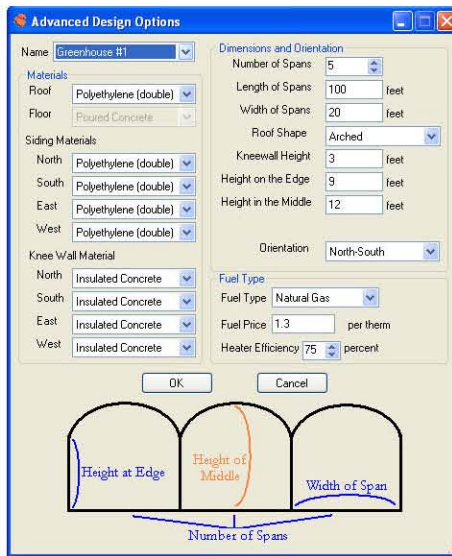 Advanced Design Options
Name Greenhouse #1
Materials
Roof Polyethylene (double)
Floor Poured Concrete
Siding Materials
North Polyethylene (double)
South Polyethylene (double)
East Polyethylene (double)
West Polyethylene (double)
Knee Wall Material
North Insulated Concrete
South Insulated Concrete
East Insulated Concrete
West Insulated Concrete
Dimensions and Orientation
Number of Spans 5
Length of Spans 100 feet
Width of Spans 20 feet
Roof Shape Arched
Kneewall Height 3 feet
Height on the Edge 9 feet
Height in the Middle 12 feet
Orientation North-South
Fuel Type
Fuel Type Natural Gas
Fuel Price 1.3 per therm
Heater Efficiency 75 percent
OK Cancel
Height at Edge
Height of
Middle
Width of Span
Number of Spans